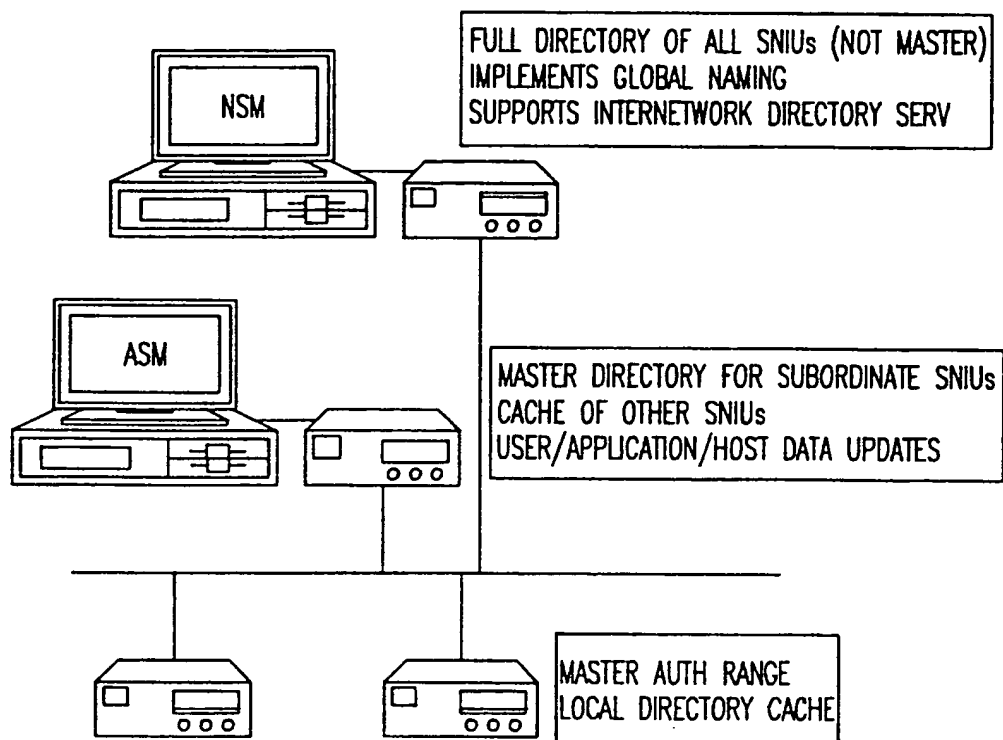 NSM
FULL DIRECTORY OF ALL SNIUs (NOT MASTER)
IMPLEMENTS GLOBAL NAMING
SUPPORTS INTERNETWORK DIRECTORY SERV
ASM
MASTER DIRECTORY FOR SUBORDINATE SNIUs
CACHE OF OTHER SNIUs
USER/APPLICATION/HOST DATA UPDATES
MASTER AUTH RANGE
LOCAL DIRECTORY CACHE